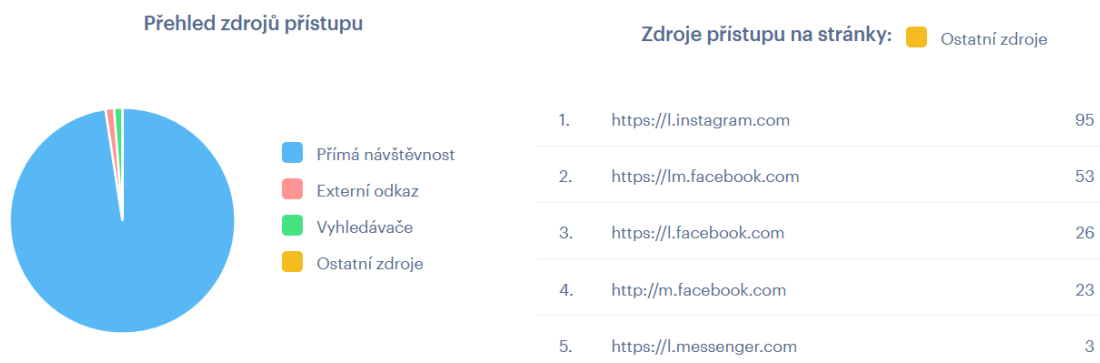 Přehled zdrojů přístupu
Přímá návštěvnost
Externí odkaz
Vyhledávače
Ostatní zdroje
Zdroje přístupu na stránky: Ostatní zdroje
1. https://l.instagram.com 95
2. https://lm.facebook.com 53
3. https://l.facebook.com 26
4. http://m.facebook.com 23
5. https://l.messenger.com 3